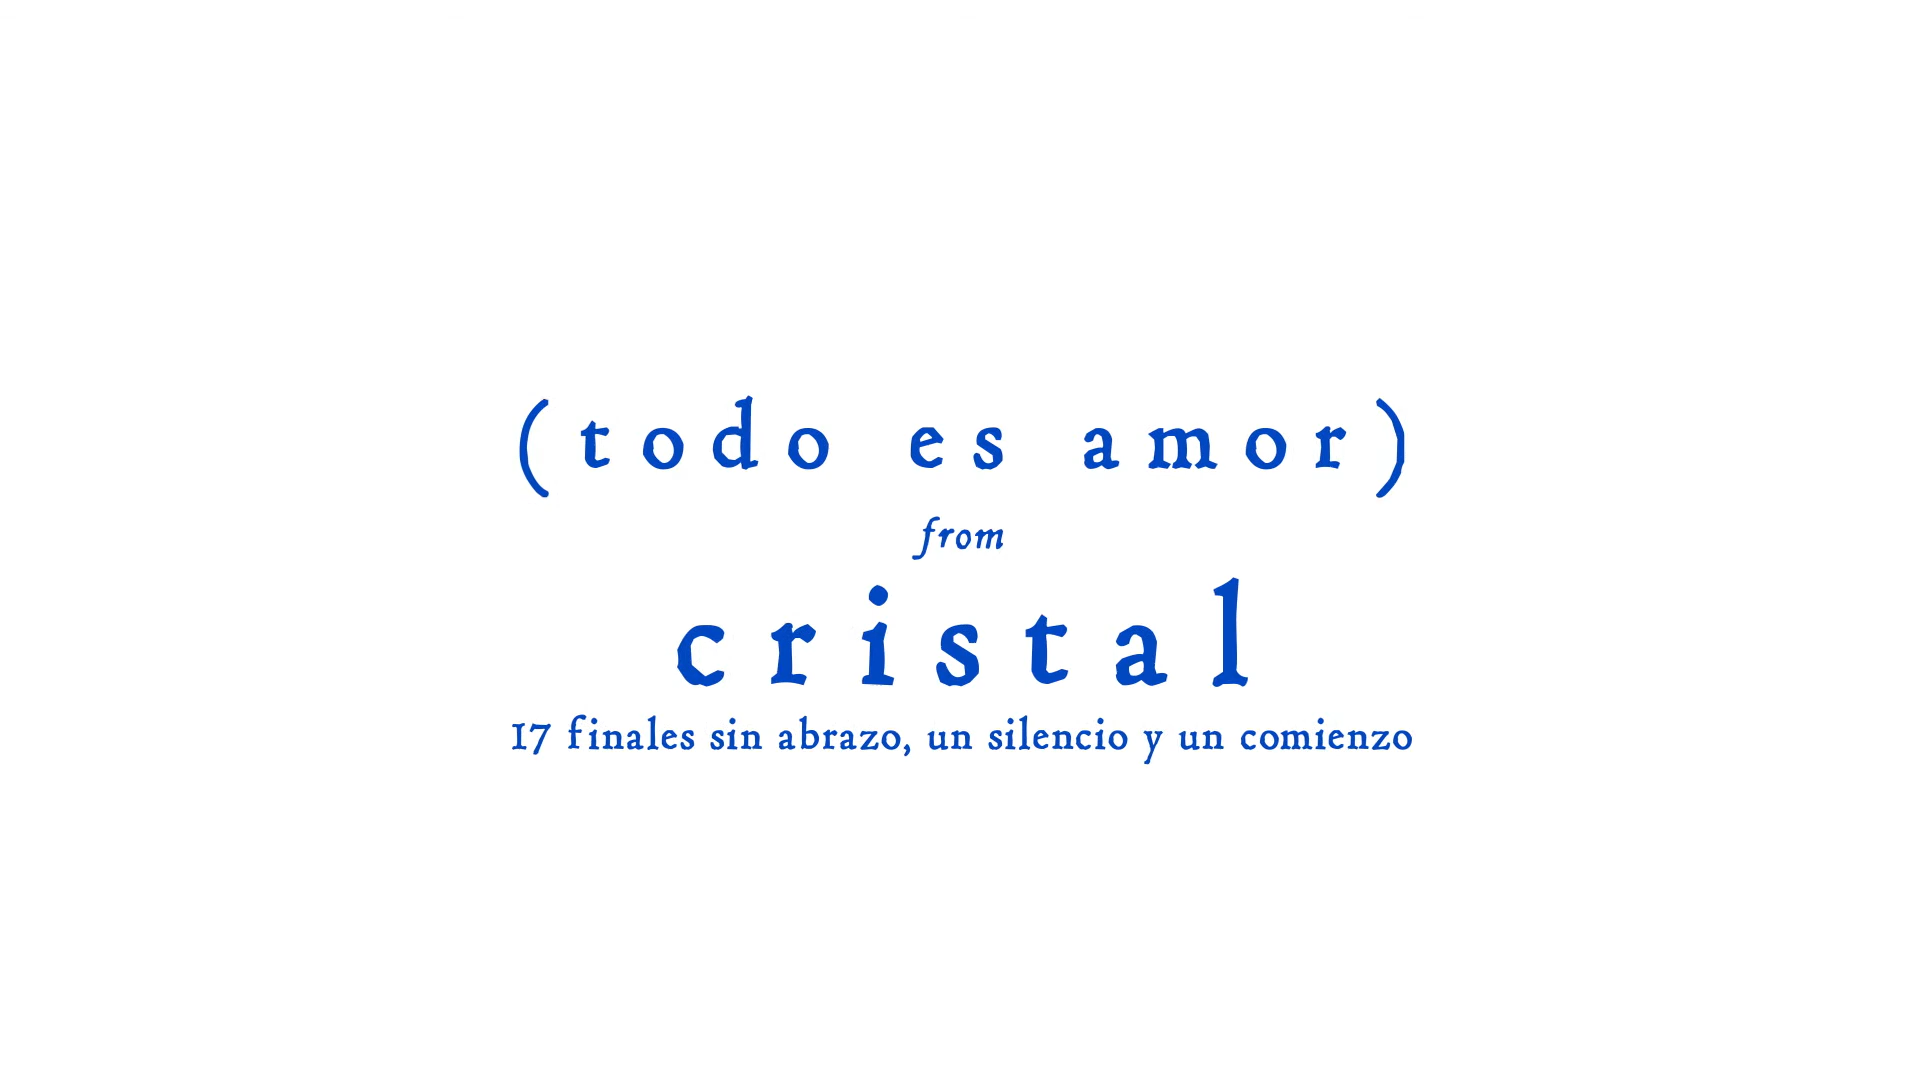 (todo es amor)
from
cristal
17 finales sin abrazo, un silencio y un comienzo